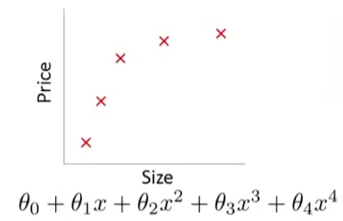 Price
Size
θ₀ + θ₁x + θ₂x² + θ₃x³ + θ₄x⁴